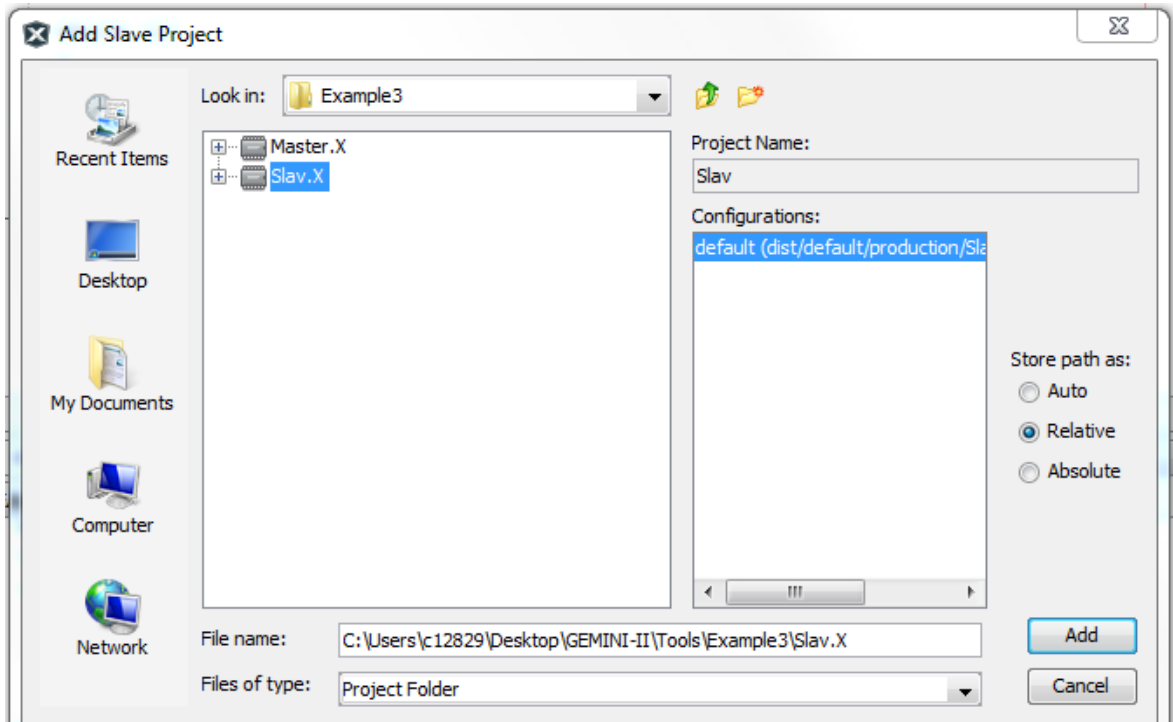 Add Slave Project
Look in: Example3
Recent Items
Desktop
My Documents
Computer
Network
Master.X
Slav.X
Project Name:
Slav
Configurations:
default (dist/default/production/Sla
Store path as:
Auto
Relative
Absolute
File name: C:\Users\c12829\Desktop\GEMINI-II\Tools\Example3\Slav.X
Add
Files of type: Project Folder
Cancel